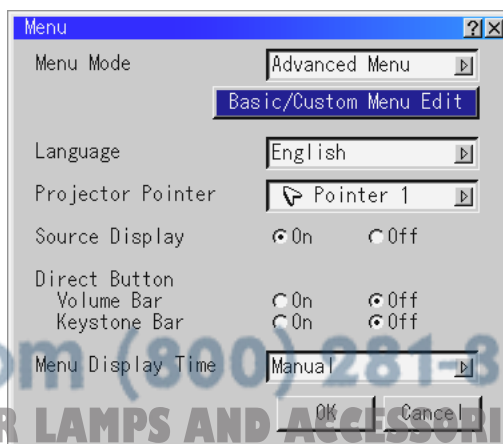 Menu
Menu Mode Advanced Menu
Basic/Custom Menu Edit
Language English
Projector Pointer Pointer 1
Source Display On Off
Direct Button
Volume Bar On Off
Keystone Bar On Off
om (800) 281-8
Menu Display Time Manual
R LAMPS AND ACCESSORI
OK Cancel